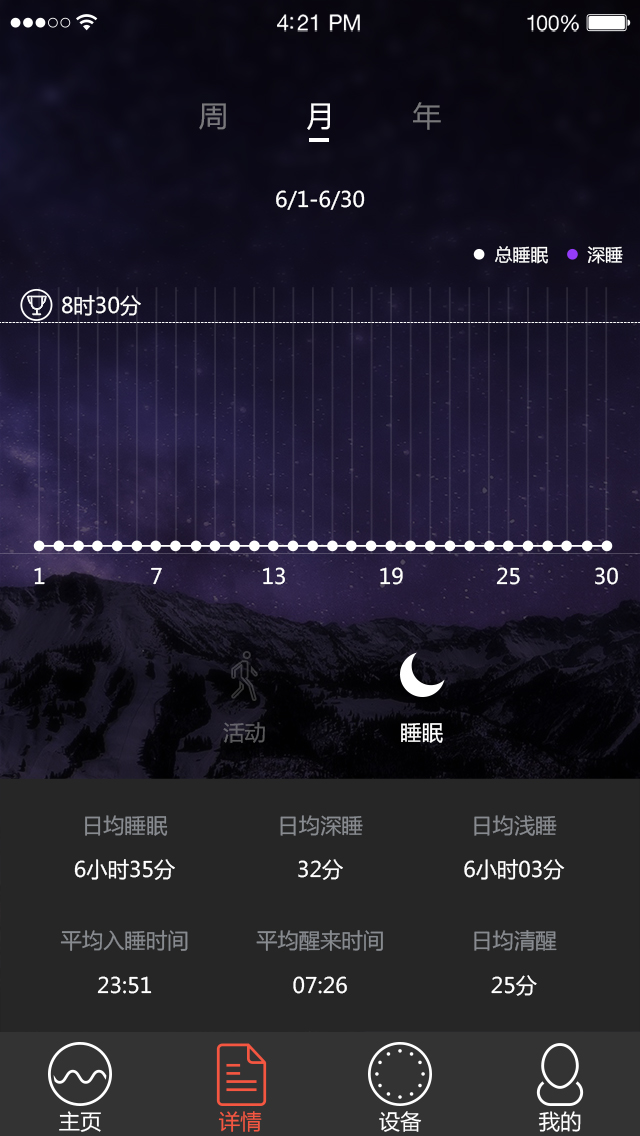 4:21 PM 100%
周 月 年
6/1-6/30
总睡眠 深睡
8时30分
1 7 13 19 25 30
活动 睡眠
日均睡眠 日均深睡 日均浅睡
6小时35分 32分 6小时03分
平均入睡时间 平均醒来时间 日均清醒
23:51 07:26 25分
主页 详情 设备 我的